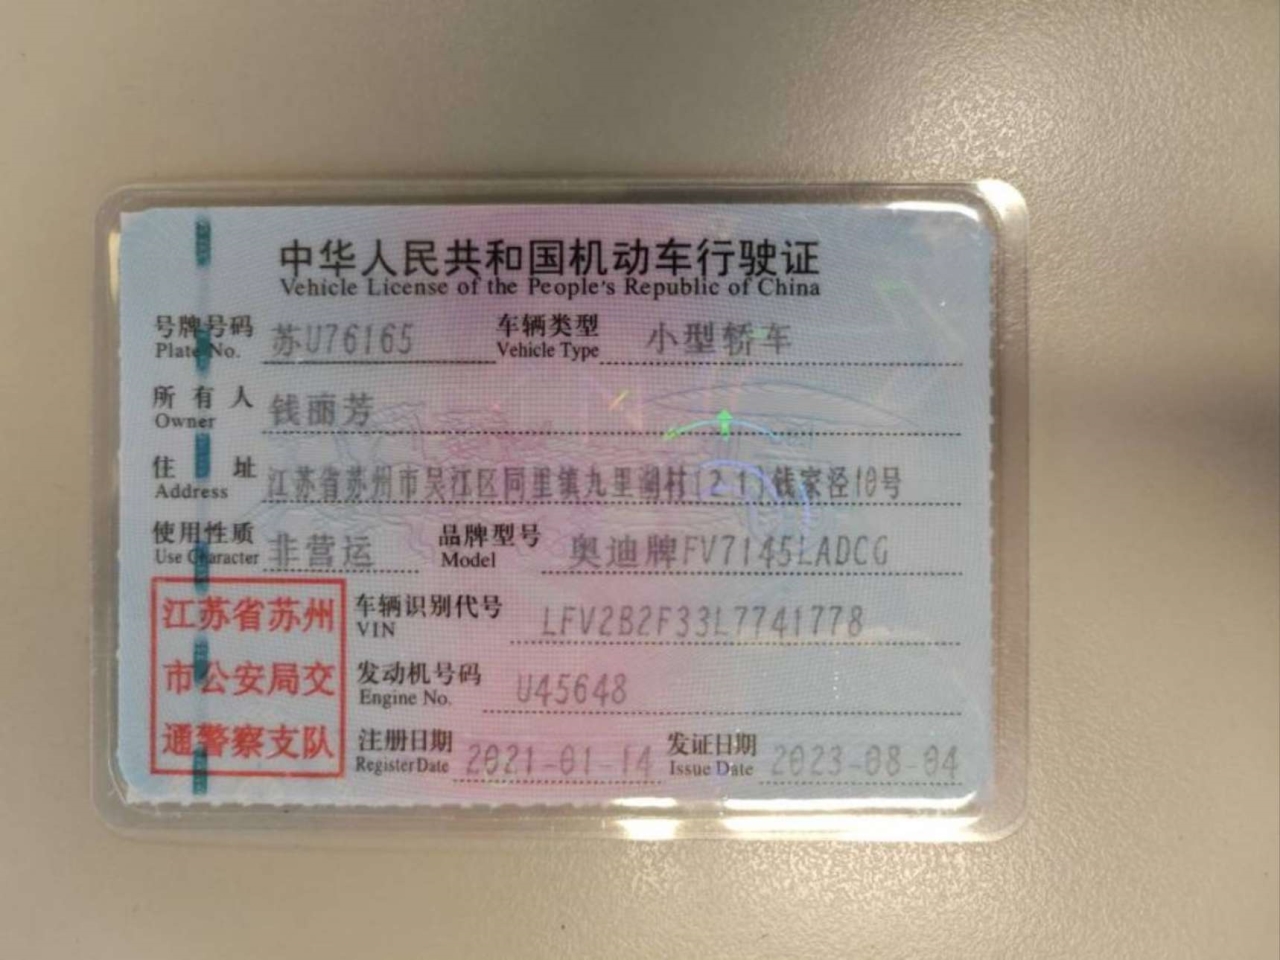 中华人民共和国机动车行驶证
Vehicle License of the People's Republic of China
号牌号码 苏U76165 车辆类型 小型轿车
Plate No. Vehicle Type
所有人 钱丽芳
Owner
住址 江苏省苏州市吴江区同里镇九里湖村(21)钱家泾10号
Address
使用性质 非营运 品牌型号 奥迪牌FV7145LADCG
Use Character Model
江苏省苏州
市公安局交
通警察支队
车辆识别代号 LFV2B2F33L7741778
VIN
发动机号码 U45648
Engine No.
注册日期 2021-01-14 发证日期 2023-08-04
Register Date Issue Date